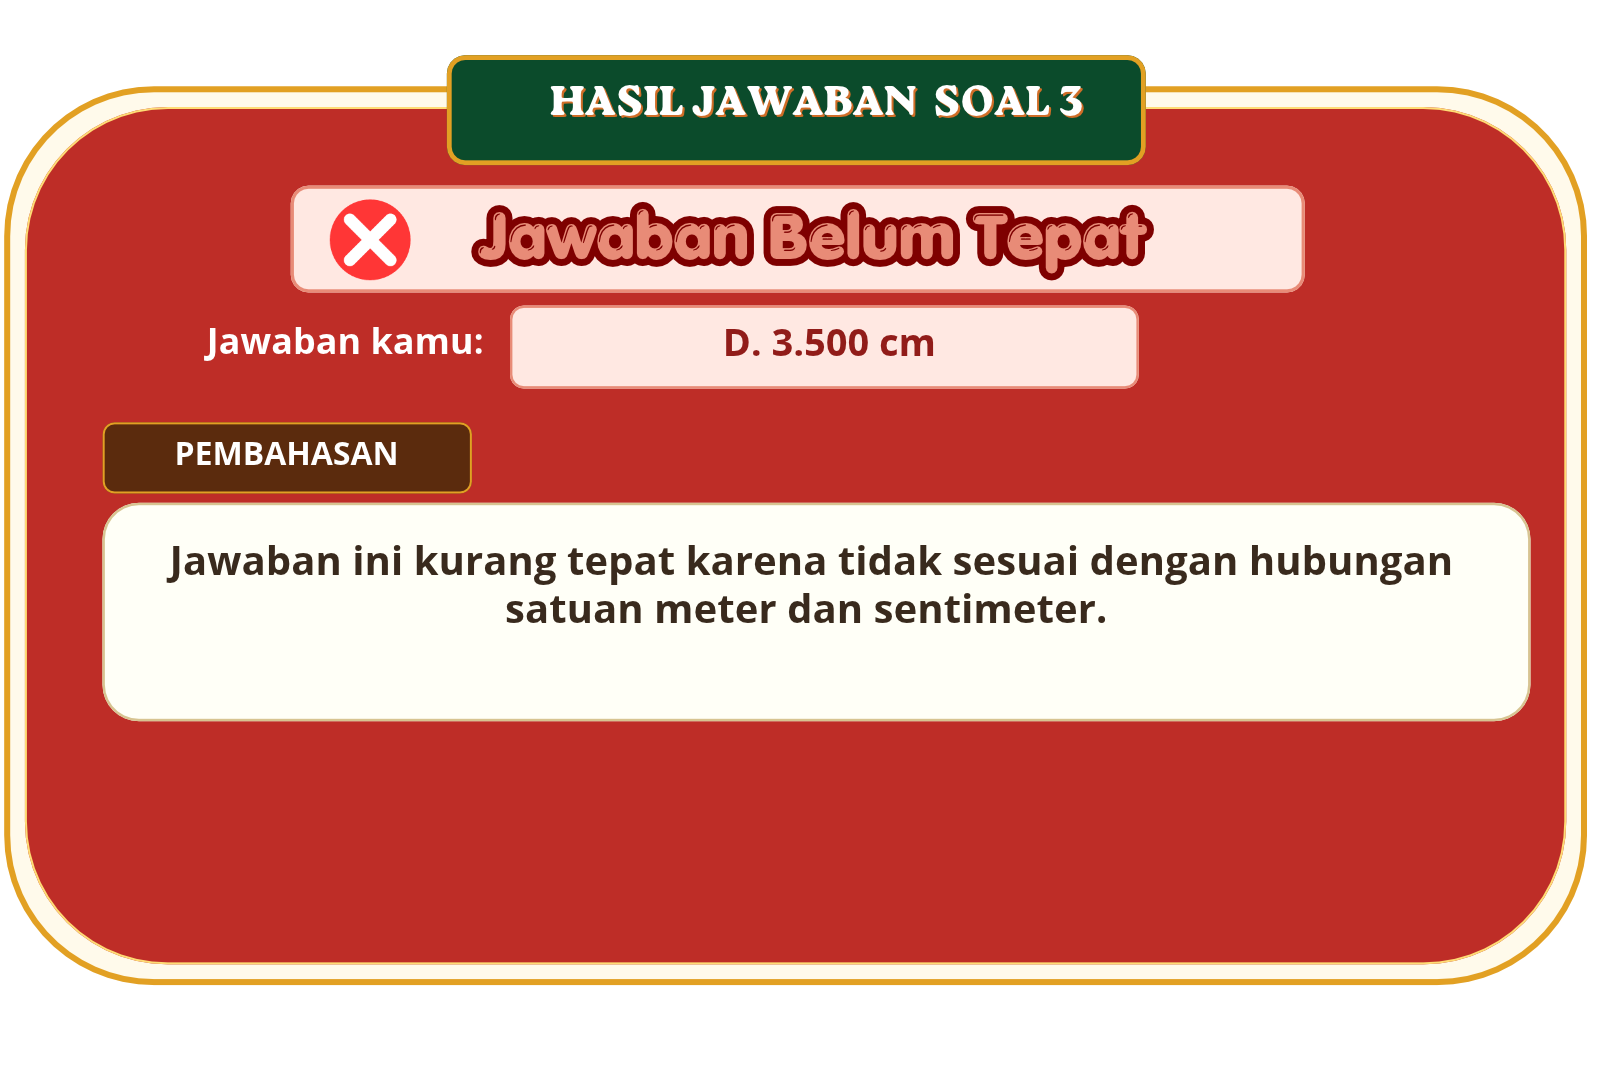 HASIL JAWABAN SOAL 3
Jawaban Belum Tepat
Jawaban kamu:
D. 3.500 cm
PEMBAHASAN
Jawaban ini kurang tepat karena tidak sesuai dengan hubungan
satuan meter dan sentimeter.